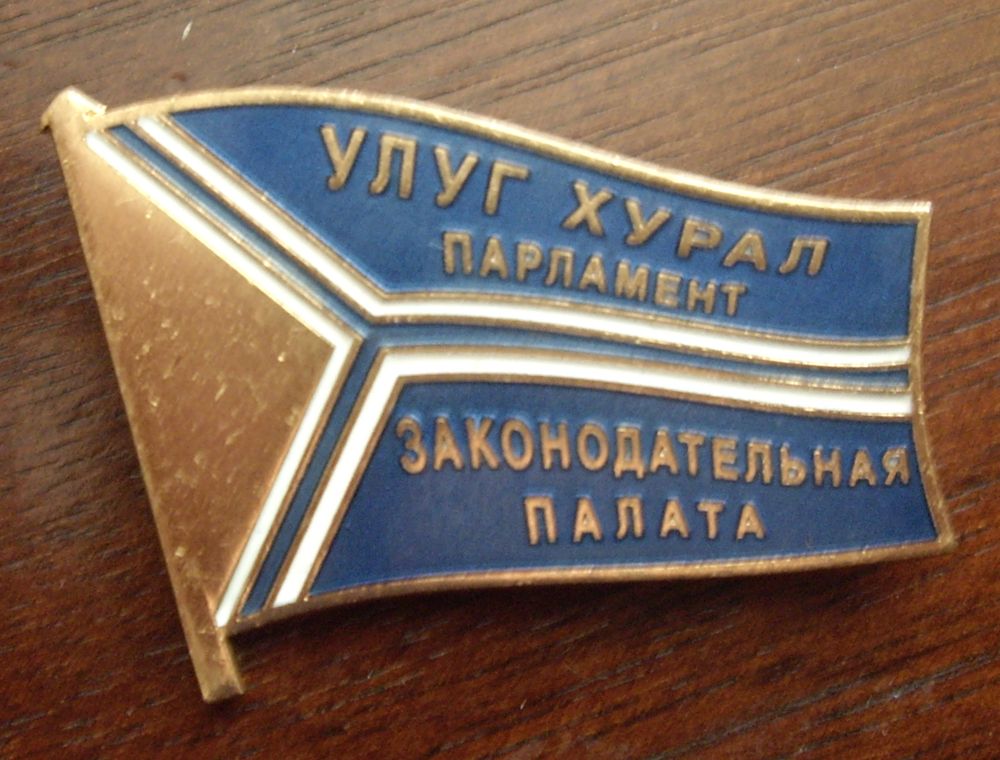 УЛУГ ХУРАЛ
ПАРЛАМЕНТ
ЗАКОНОДАТЕЛЬНАЯ
ПАЛАТА